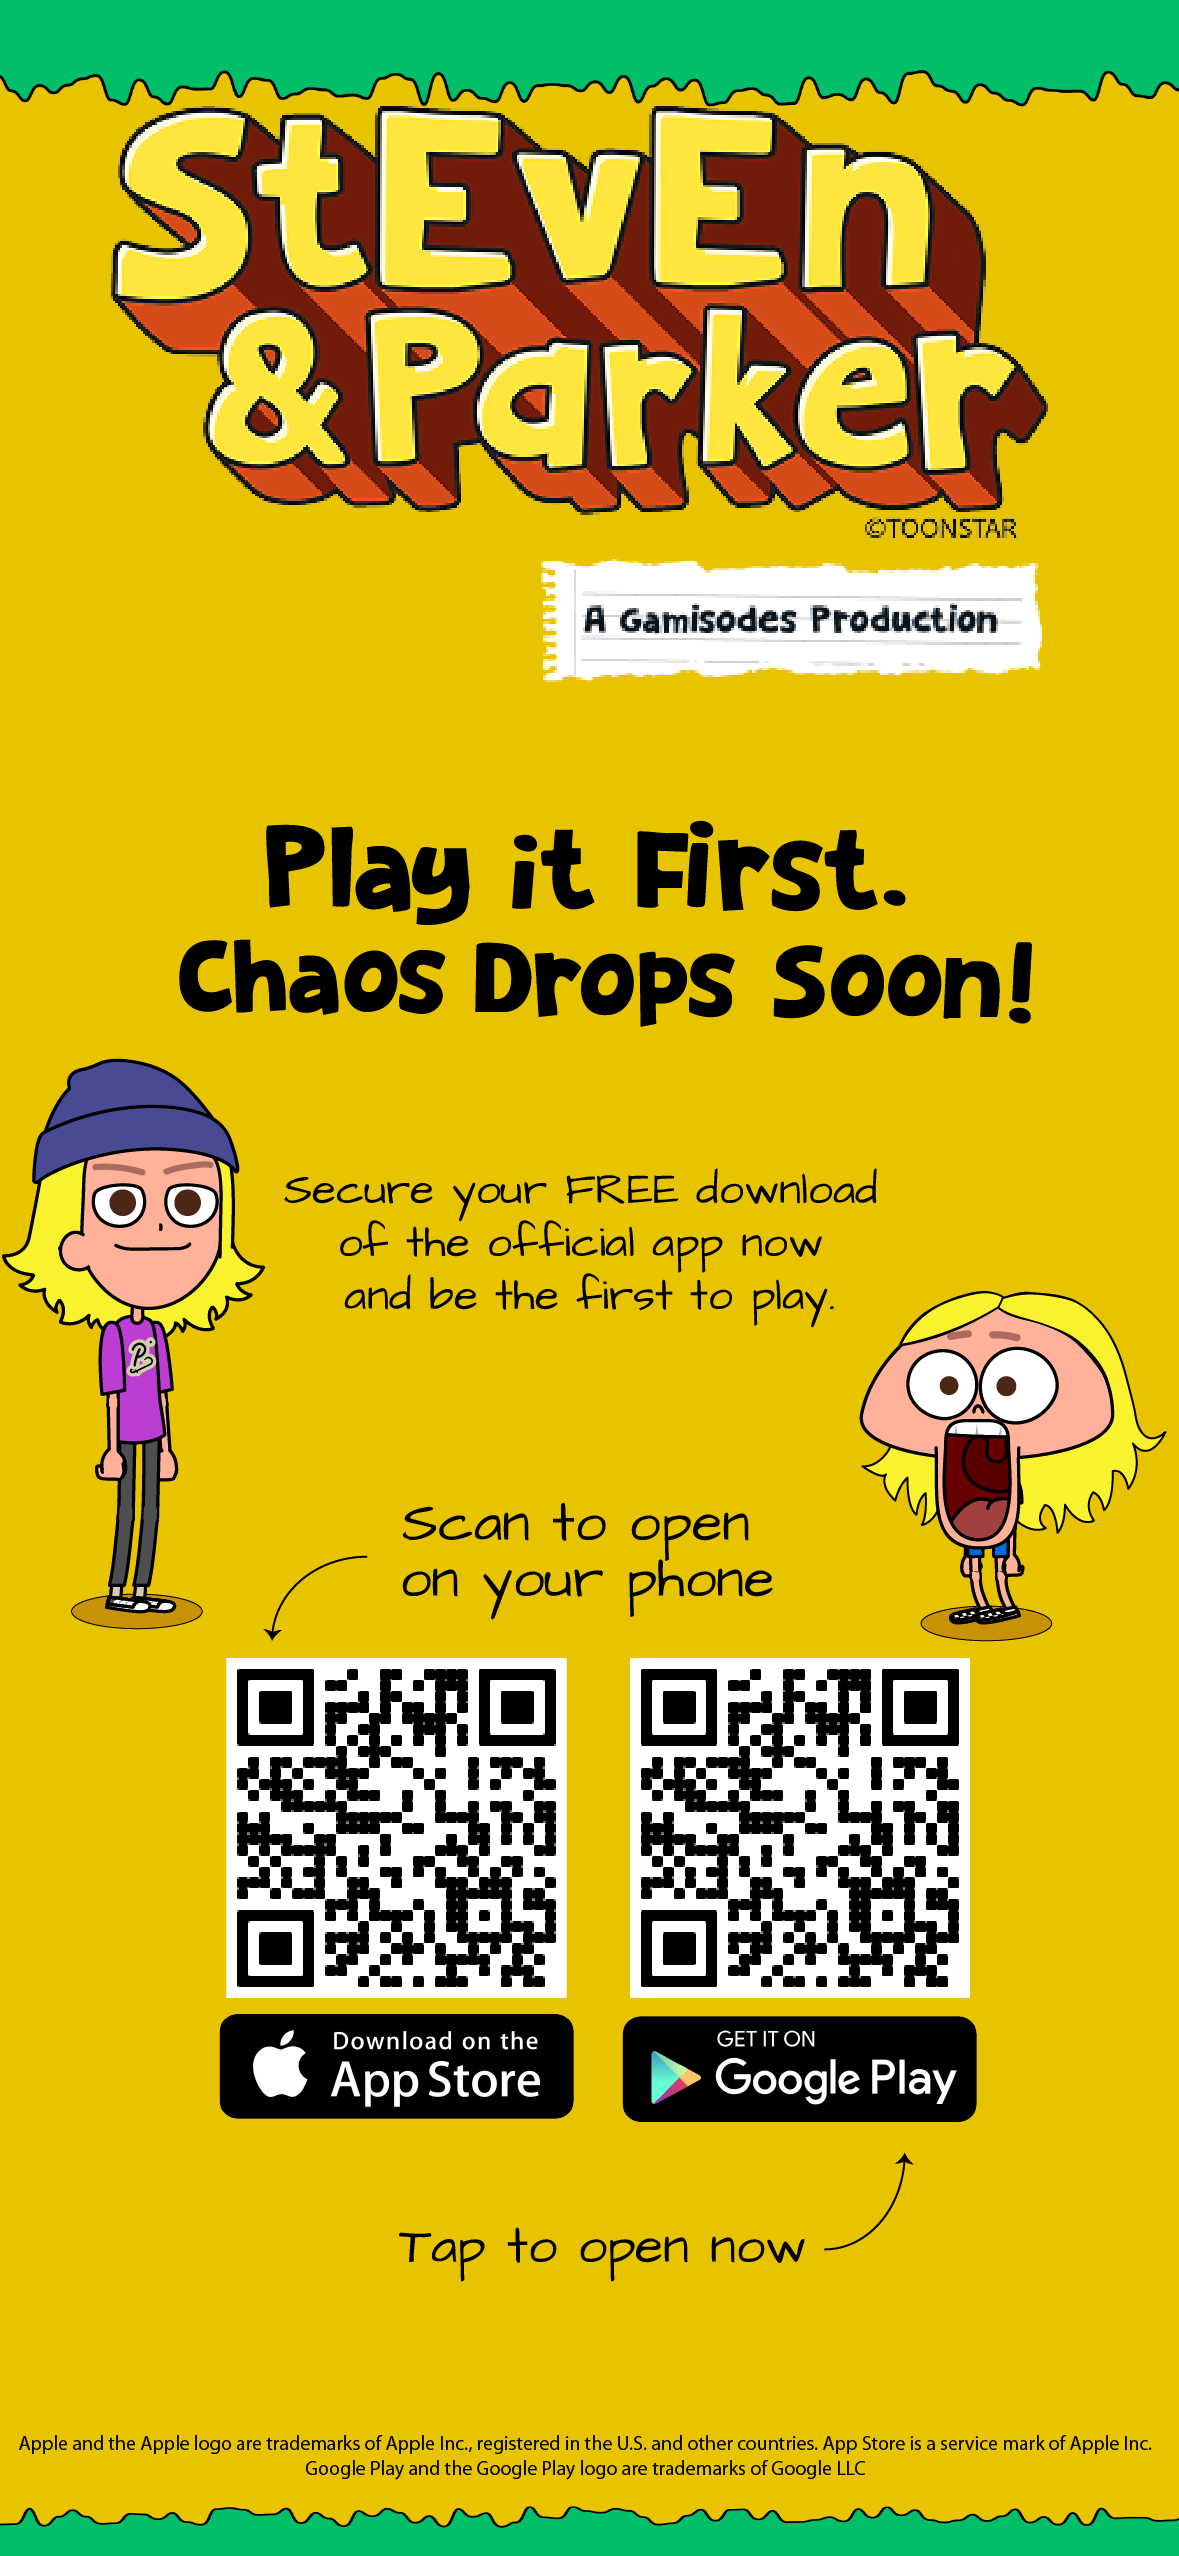 StEvEn
& Parker
©TOONSTAR
A Gamisodes Production
Play it First.
Chaos Drops Soon!
Secure your FREE download
of the official app now
and be the first to play.
Scan to open
on your phone
Download on the
App Store
GET IT ON
Google Play
Tap to open now
Apple and the Apple logo are trademarks of Apple Inc., registered in the U.S. and other countries. App Store is a service mark of Apple Inc.
Google Play and the Google Play logo are trademarks of Google LLC